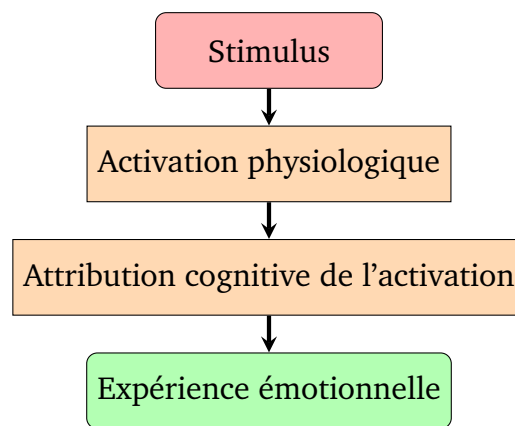 Stimulus
Activation physiologique
Attribution cognitive de l’activation
Expérience émotionnelle